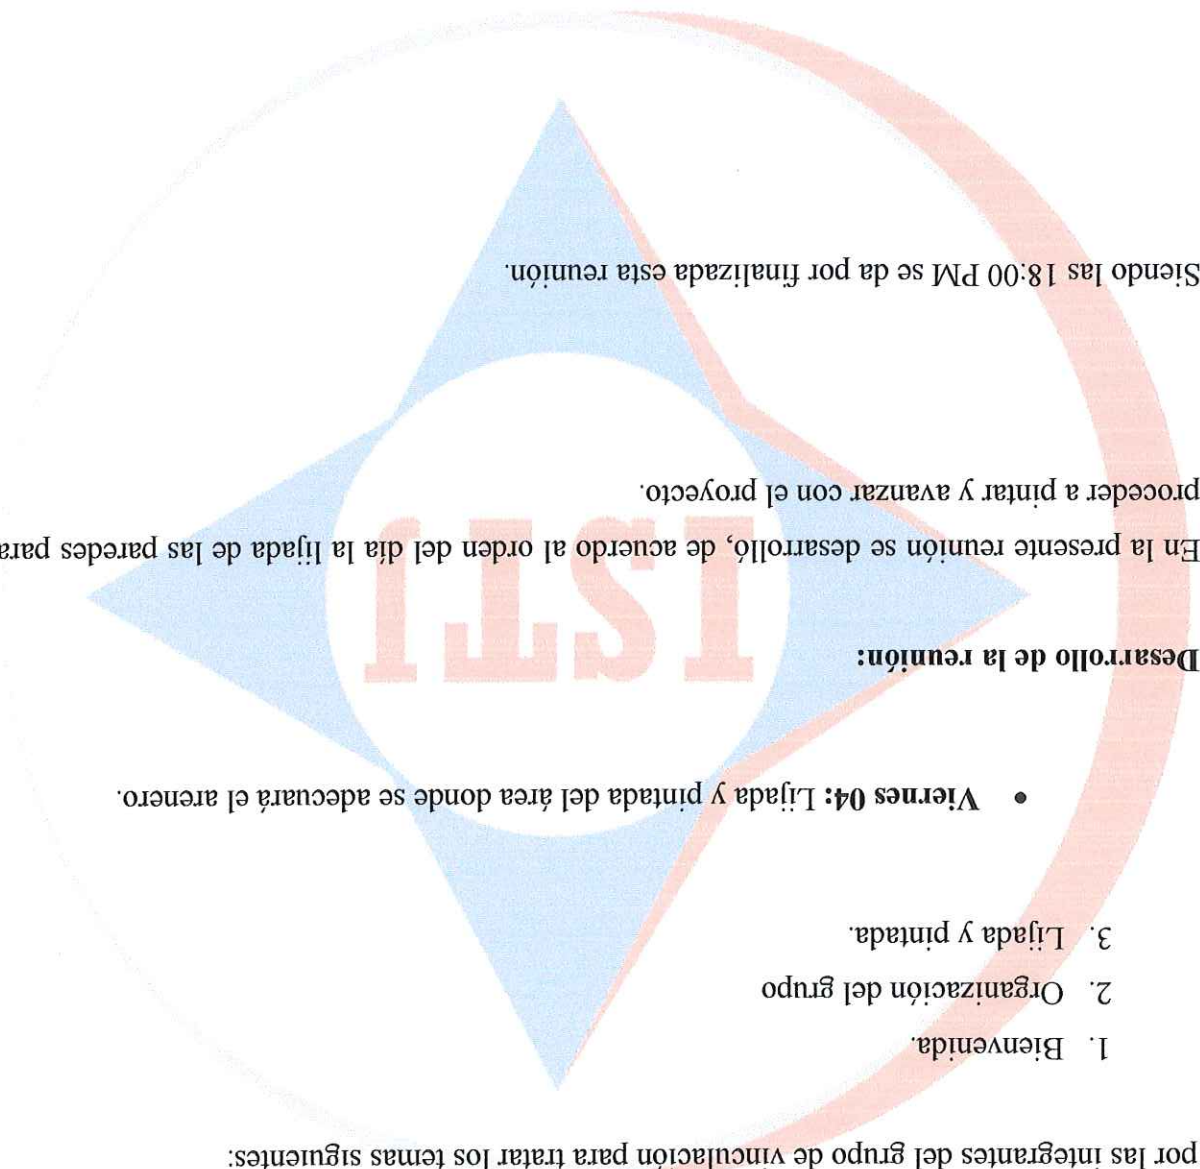 por las integrantes del grupo de vinculación para tratar los temas siguientes:
1. Bienvenida.
2. Organización del grupo
3. Lijada y pintada.
• Viernes 04: Lijada y pintada del área donde se adecuará el arenero.
Desarrollo de la reunión:
En la presente reunión se desarrolló, de acuerdo al orden del día la lijada de las paredes para
proceder a pintar y avanzar con el proyecto.
ISTJ
Siendo las 18:00 PM se da por finalizada esta reunión.